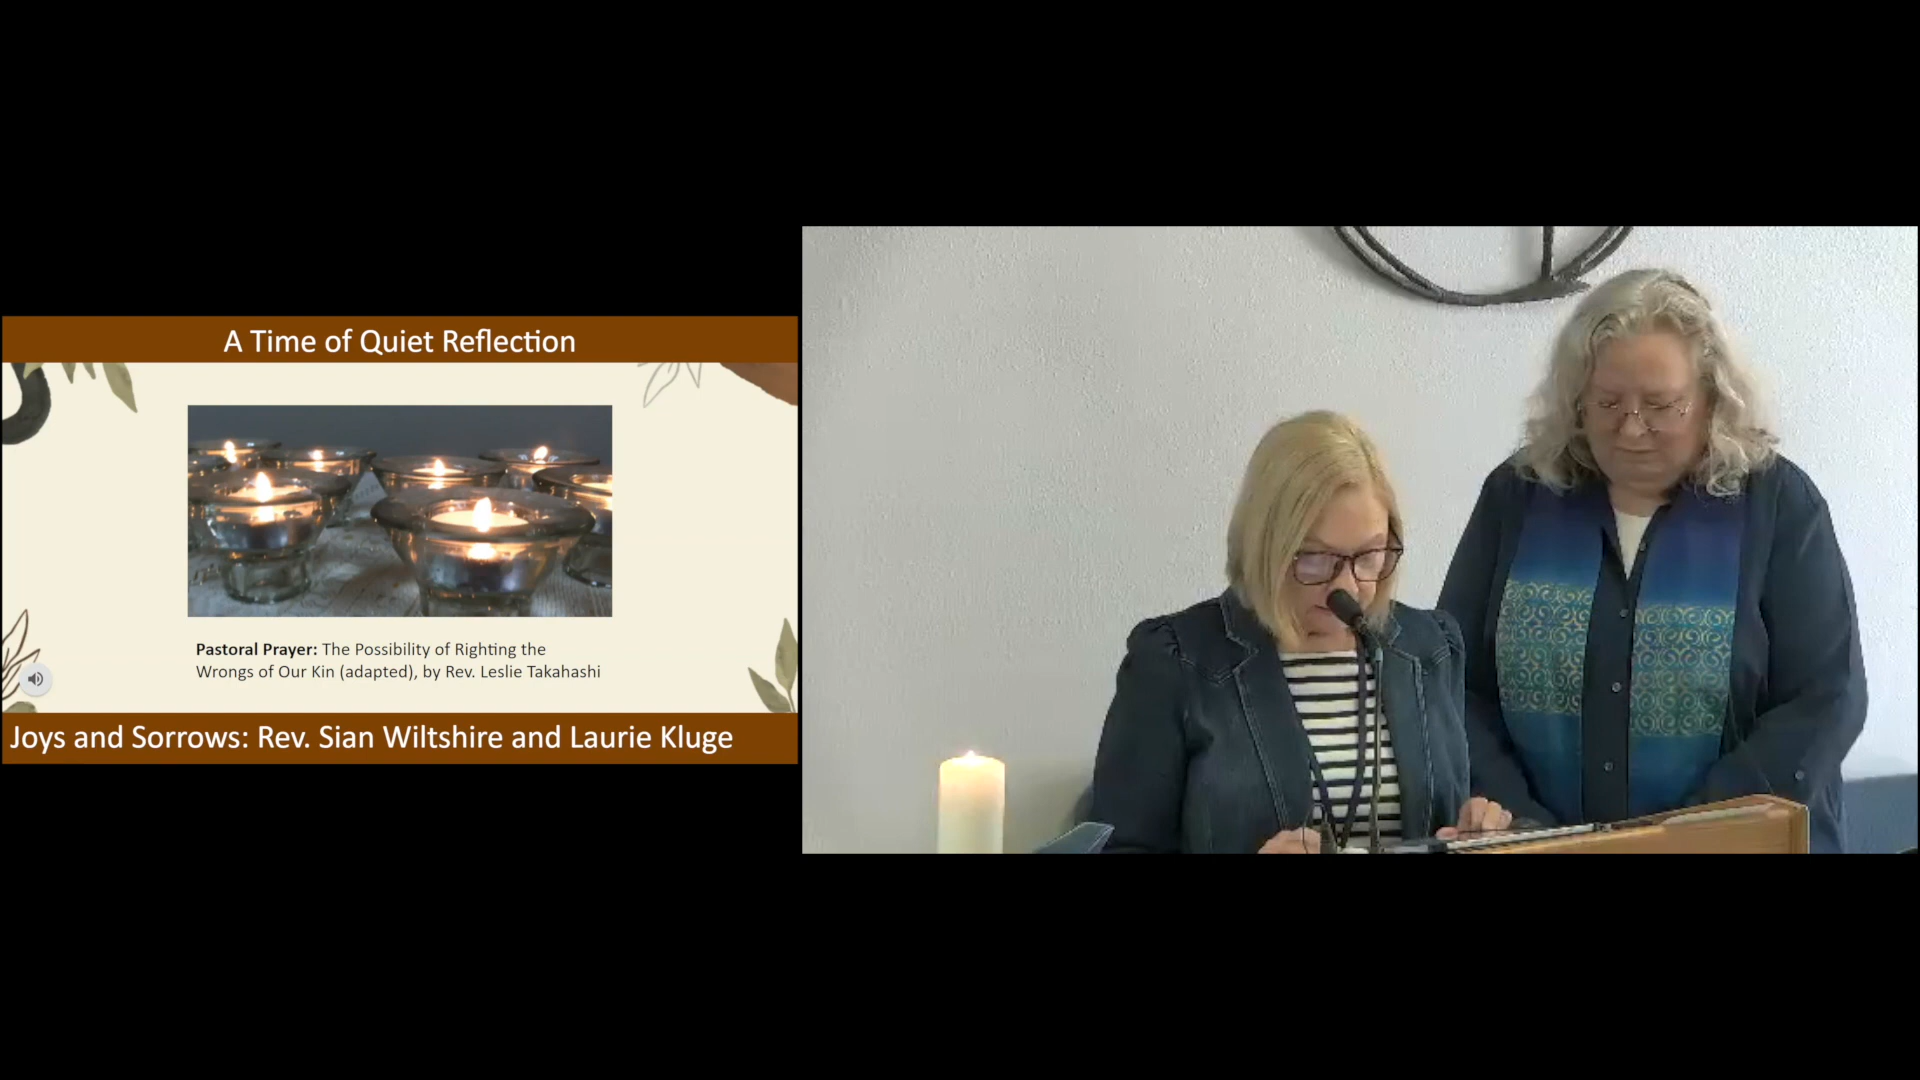 A Time of Quiet Reflection
Pastoral Prayer: The Possibility of Righting the
Wrongs of Our Kin (adapted), by Rev. Leslie Takahashi
Joys and Sorrows: Rev. Sian Wiltshire and Laurie Kluge